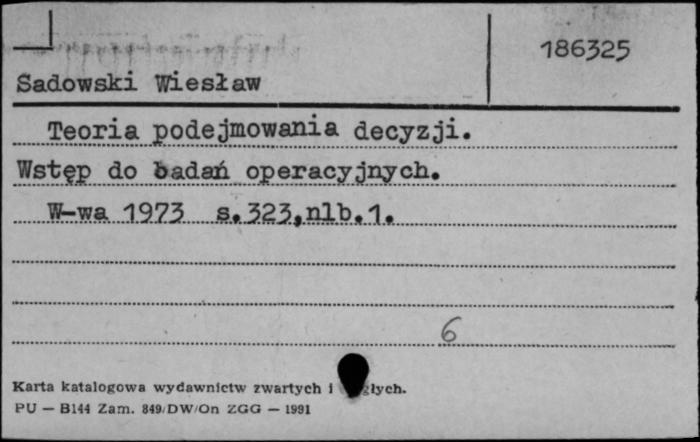 186325
Sadowski Wiesław
Teoria podejmowania decyzji.
Wstęp do badań operacyjnych.
W-wa 1973 s.323,nlb.1.
6
Karta katalogowa wydawnictw zwartych i
PU — B144 Zam. 849/DW/On ZGG — 1991